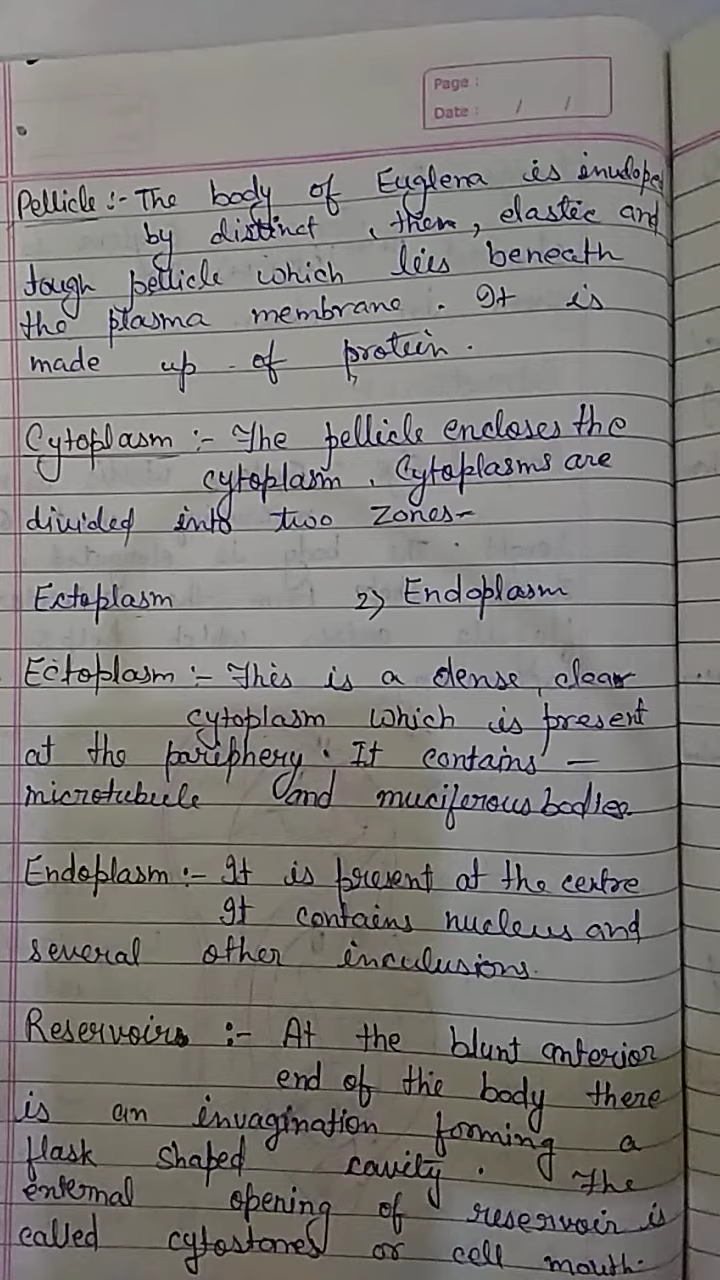 Page :
Date : / /
Pellicle :- The body of Euglena is inulope
by distinct , them, elastic and
tough pellicle which lies beneath
the plasma membrane. It is
made up of protein.
Cytoplasm :- The pellicle encloses the
cytoplasm. Cytoplasms are
divided into two zones-
Ectoplasm 2) Endoplasm
Ectoplasm :- This is a dense, clear
cytoplasm which is present
at the pariphery. It contains —
microtubule and muciferous bodies
Endoplasm :- It is present at the centre
It contains nucleus and
several other inculusions.
Reservoirs :- At the blunt anterior
end of the body there
is an invagination forming a
flask shaped cavity. The
enternal opening of reservoir is
called cytostones or cell mouth.